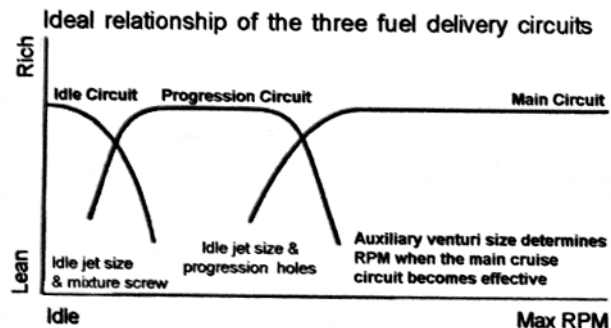 Ideal relationship of the three fuel delivery circuits
Rich
Idle Circuit
Progression Circuit
Main Circuit
Idle jet size
& mixture screw
Idle jet size &
progression holes
Auxiliary venturi size determines
RPM when the main cruise
circuit becomes effective
Lean
Idle
Max RPM